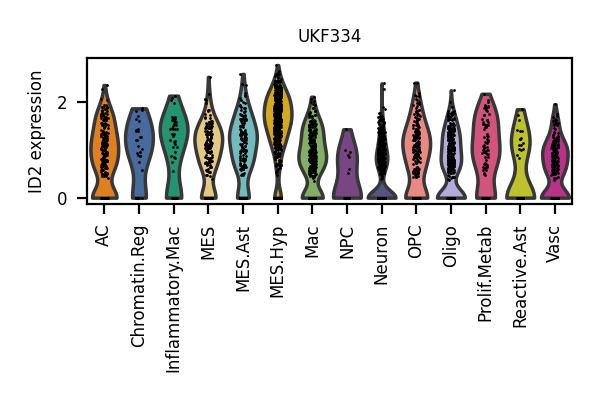 UKF334
ID2 expression
2
0
AC
Chromatin.Reg
Inflammatory.Mac
MES
MES.Ast
MES.Hyp
Mac
NPC
Neuron
OPC
Oligo
Prolif.Metab
Reactive.Ast
Vasc